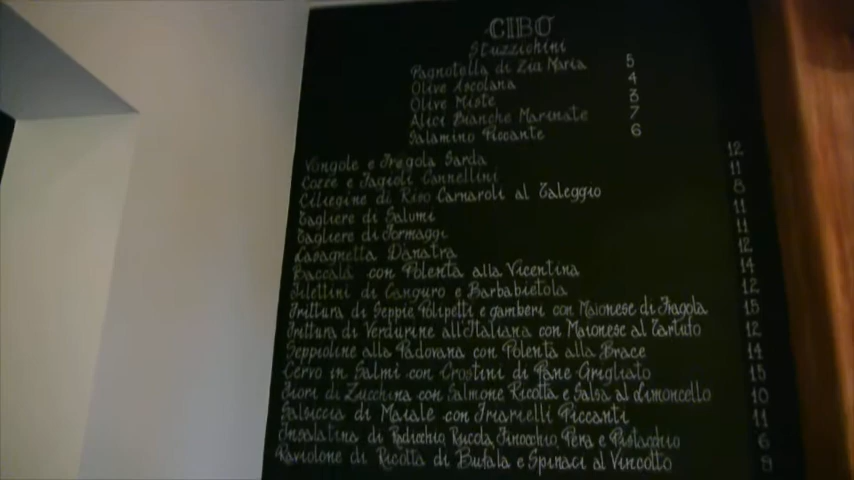 CIBO
Stuzzichini
Pagnotella di Zia Maria 5
Olive Ascolana 4
Olive Miste 3
Alici Bianche Marinate 7
Salamino Piccante 6
Vongole e Fregola Sarda 12
Cozze e Fagioli Cannellini 11
Ciliegine di Riso Carnaroli al Taleggio 8
Tagliere di Salumi 11
Tagliere di Formaggi 11
Lasagnetta D'anatra 12
Baccalà con Polenta alla Vicentina 14
Filettini di Canguro e Barbabietola 12
Frittura di Seppie Polipetti e gamberi con Maionese di Fragola 15
Frittura di Verdurine all'Italiana con Maionese al Tartufo 12
Seppioline alla Padovana con Polenta alla Brace 14
Cervo in Salmì con Crostini di Pane Grigliato 15
Fiori di Zucchina con Salmone Ricotta e Salsa al Limoncello 10
Salsiccia di Maiale con Friarielli Piccanti 11
Insalatina di Radicchio Rucola Finocchio Pera e Pistacchio 6
Raviolone di Ricotta di Bufala e Spinaci al Vincotto 9